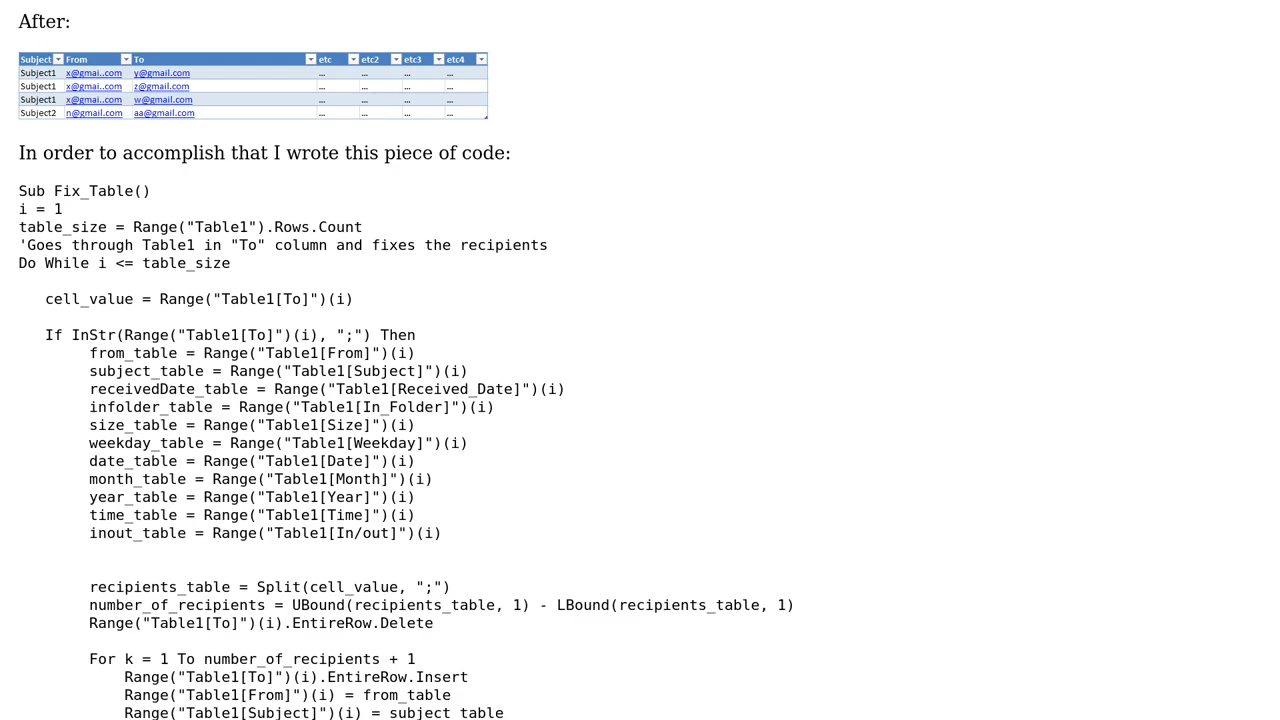 After:
Subject From To etc etc2 etc3 etc4
Subject1 x@gmai..com y@gmail.com ... ... ... ...
Subject1 x@gmai..com z@gmail.com ... ... ... ...
Subject1 x@gmai..com w@gmail.com ... ... ... ...
Subject2 n@gmail.com aa@gmail.com ... ... ... ...
In order to accomplish that I wrote this piece of code:
Sub Fix_Table()
i = 1
table_size = Range("Table1").Rows.Count
'Goes through Table1 in "To" column and fixes the recipients
Do While i <= table_size
cell_value = Range("Table1[To]")(i)
If InStr(Range("Table1[To]")(i), ";") Then
from_table = Range("Table1[From]")(i)
subject_table = Range("Table1[Subject]")(i)
receivedDate_table = Range("Table1[Received_Date]")(i)
infolder_table = Range("Table1[In_Folder]")(i)
size_table = Range("Table1[Size]")(i)
weekday_table = Range("Table1[Weekday]")(i)
date_table = Range("Table1[Date]")(i)
month_table = Range("Table1[Month]")(i)
year_table = Range("Table1[Year]")(i)
time_table = Range("Table1[Time]")(i)
inout_table = Range("Table1[In/out]")(i)
recipients_table = Split(cell_value, ";")
number_of_recipients = UBound(recipients_table, 1) - LBound(recipients_table, 1)
Range("Table1[To]")(i).EntireRow.Delete
For k = 1 To number_of_recipients + 1
Range("Table1[To]")(i).EntireRow.Insert
Range("Table1[From]")(i) = from_table
Range("Table1[Subject]")(i) = subject_table